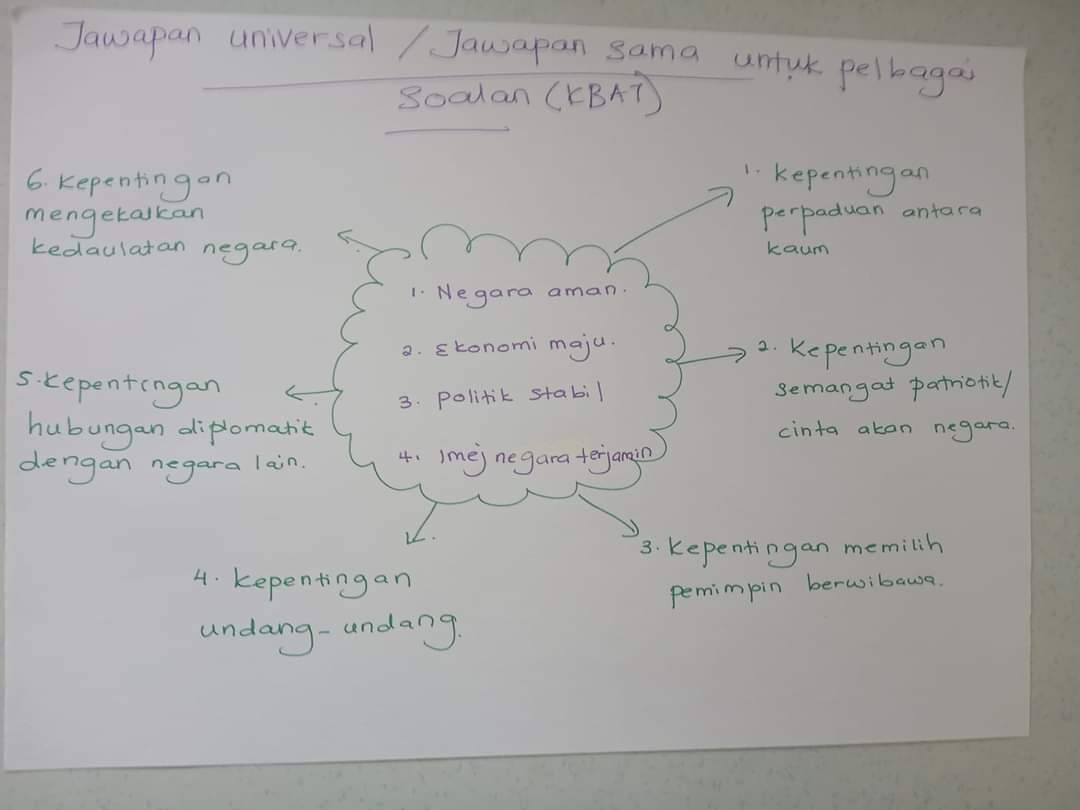 Jawapan universal / Jawapan sama untuk pelbagai
Soalan (KBAT)
1. Kepentingan
perpaduan antara
kaum
2. Kepentingan
semangat patriotik/
cinta akan negara.
3. Kepentingan memilih
pemimpin berwibawa.
4. Kepentingan
undang-undang.
5. Kepentingan
hubungan diplomatik
dengan negara lain.
6. Kepentingan
mengekalkan
kedaulatan negara.
1. Negara aman.
2. Ekonomi maju.
3. Politik stabil
4. Imej negara terjamin